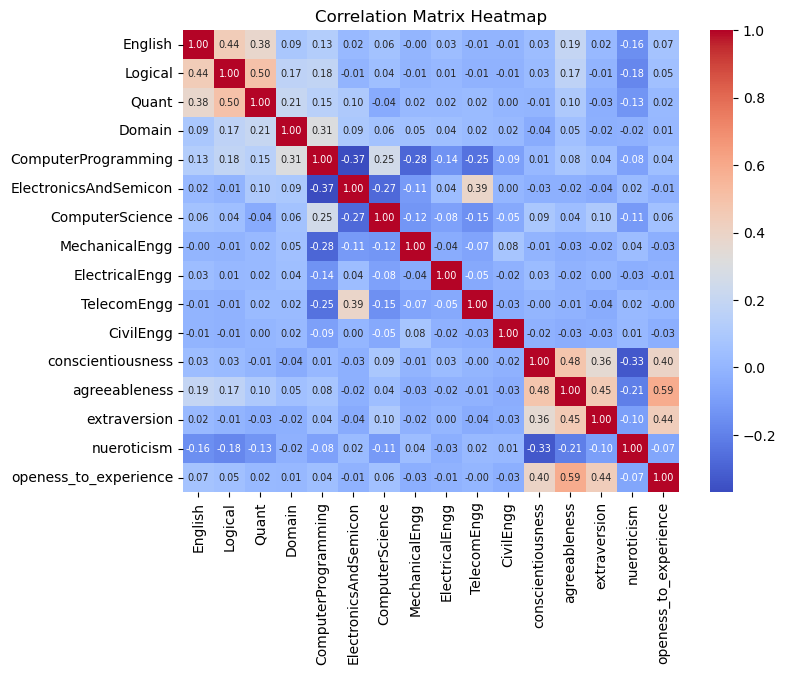 Correlation Matrix Heatmap
English 1.00 0.44 0.38 0.09 0.13 0.02 0.06 -0.00 0.03 -0.01 -0.01 0.03 0.19 0.02 -0.16 0.07
Logical 0.44 1.00 0.50 0.17 0.18 -0.01 0.04 -0.01 0.01 -0.01 -0.01 0.03 0.17 -0.01 -0.18 0.05
Quant 0.38 0.50 1.00 0.21 0.15 0.10 -0.04 0.02 0.02 0.02 0.00 -0.01 0.10 -0.03 -0.13 0.02
Domain 0.09 0.17 0.21 1.00 0.31 0.09 0.06 0.05 0.04 0.02 0.02 -0.04 0.05 -0.02 -0.02 0.01
ComputerProgramming 0.13 0.18 0.15 0.31 1.00 -0.37 0.25 -0.28 -0.14 -0.25 -0.09 0.01 0.08 0.04 -0.08 0.04
ElectronicsAndSemicon 0.02 -0.01 0.10 0.09 -0.37 1.00 -0.27 -0.11 0.04 0.39 0.00 -0.03 -0.02 -0.04 0.02 -0.01
ComputerScience 0.06 0.04 -0.04 0.06 0.25 -0.27 1.00 -0.12 -0.08 -0.15 -0.05 0.09 0.04 0.10 -0.11 0.06
MechanicalEngg -0.00 -0.01 0.02 0.05 -0.28 -0.11 -0.12 1.00 -0.04 -0.07 0.08 -0.01 -0.03 -0.02 0.04 -0.03
ElectricalEngg 0.03 0.01 0.02 0.04 -0.14 0.04 -0.08 -0.04 1.00 -0.05 -0.02 0.03 -0.02 0.00 -0.03 -0.01
TelecomEngg -0.01 -0.01 0.02 0.02 -0.25 0.39 -0.15 -0.07 -0.05 1.00 -0.03 -0.00 -0.01 -0.04 0.02 -0.00
CivilEngg -0.01 -0.01 0.00 0.02 -0.09 0.00 -0.05 0.08 -0.02 -0.03 1.00 -0.02 -0.03 -0.03 0.01 -0.03
conscientiousness 0.03 0.03 -0.01 -0.04 0.01 -0.03 0.09 -0.01 0.03 -0.00 -0.02 1.00 0.48 0.36 -0.33 0.40
agreeableness 0.19 0.17 0.10 0.05 0.08 -0.02 0.04 -0.03 -0.02 -0.01 -0.03 0.48 1.00 0.45 -0.21 0.59
extraversion 0.02 -0.01 -0.03 -0.02 0.04 -0.04 0.10 -0.02 0.00 -0.04 -0.03 0.36 0.45 1.00 -0.10 0.44
nueroticism -0.16 -0.18 -0.13 -0.02 -0.08 0.02 -0.11 0.04 -0.03 0.02 0.01 -0.33 -0.21 -0.10 1.00 -0.07
openess_to_experience 0.07 0.05 0.02 0.01 0.04 -0.01 0.06 -0.03 -0.01 -0.00 -0.03 0.40 0.59 0.44 -0.07 1.00
English
Logical
Quant
Domain
ComputerProgramming
ElectronicsAndSemicon
ComputerScience
MechanicalEngg
ElectricalEngg
TelecomEngg
CivilEngg
conscientiousness
agreeableness
extraversion
nueroticism
openess_to_experience
1.0
0.8
0.6
0.4
0.2
0.0
−0.2